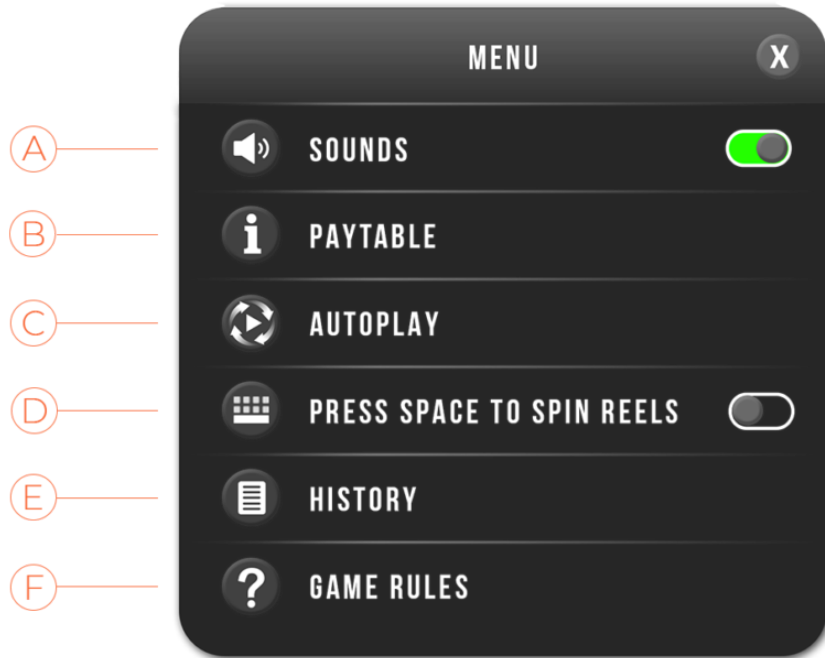 MENU X
A SOUNDS
B PAYTABLE
C AUTOPLAY
D PRESS SPACE TO SPIN REELS
E HISTORY
F GAME RULES